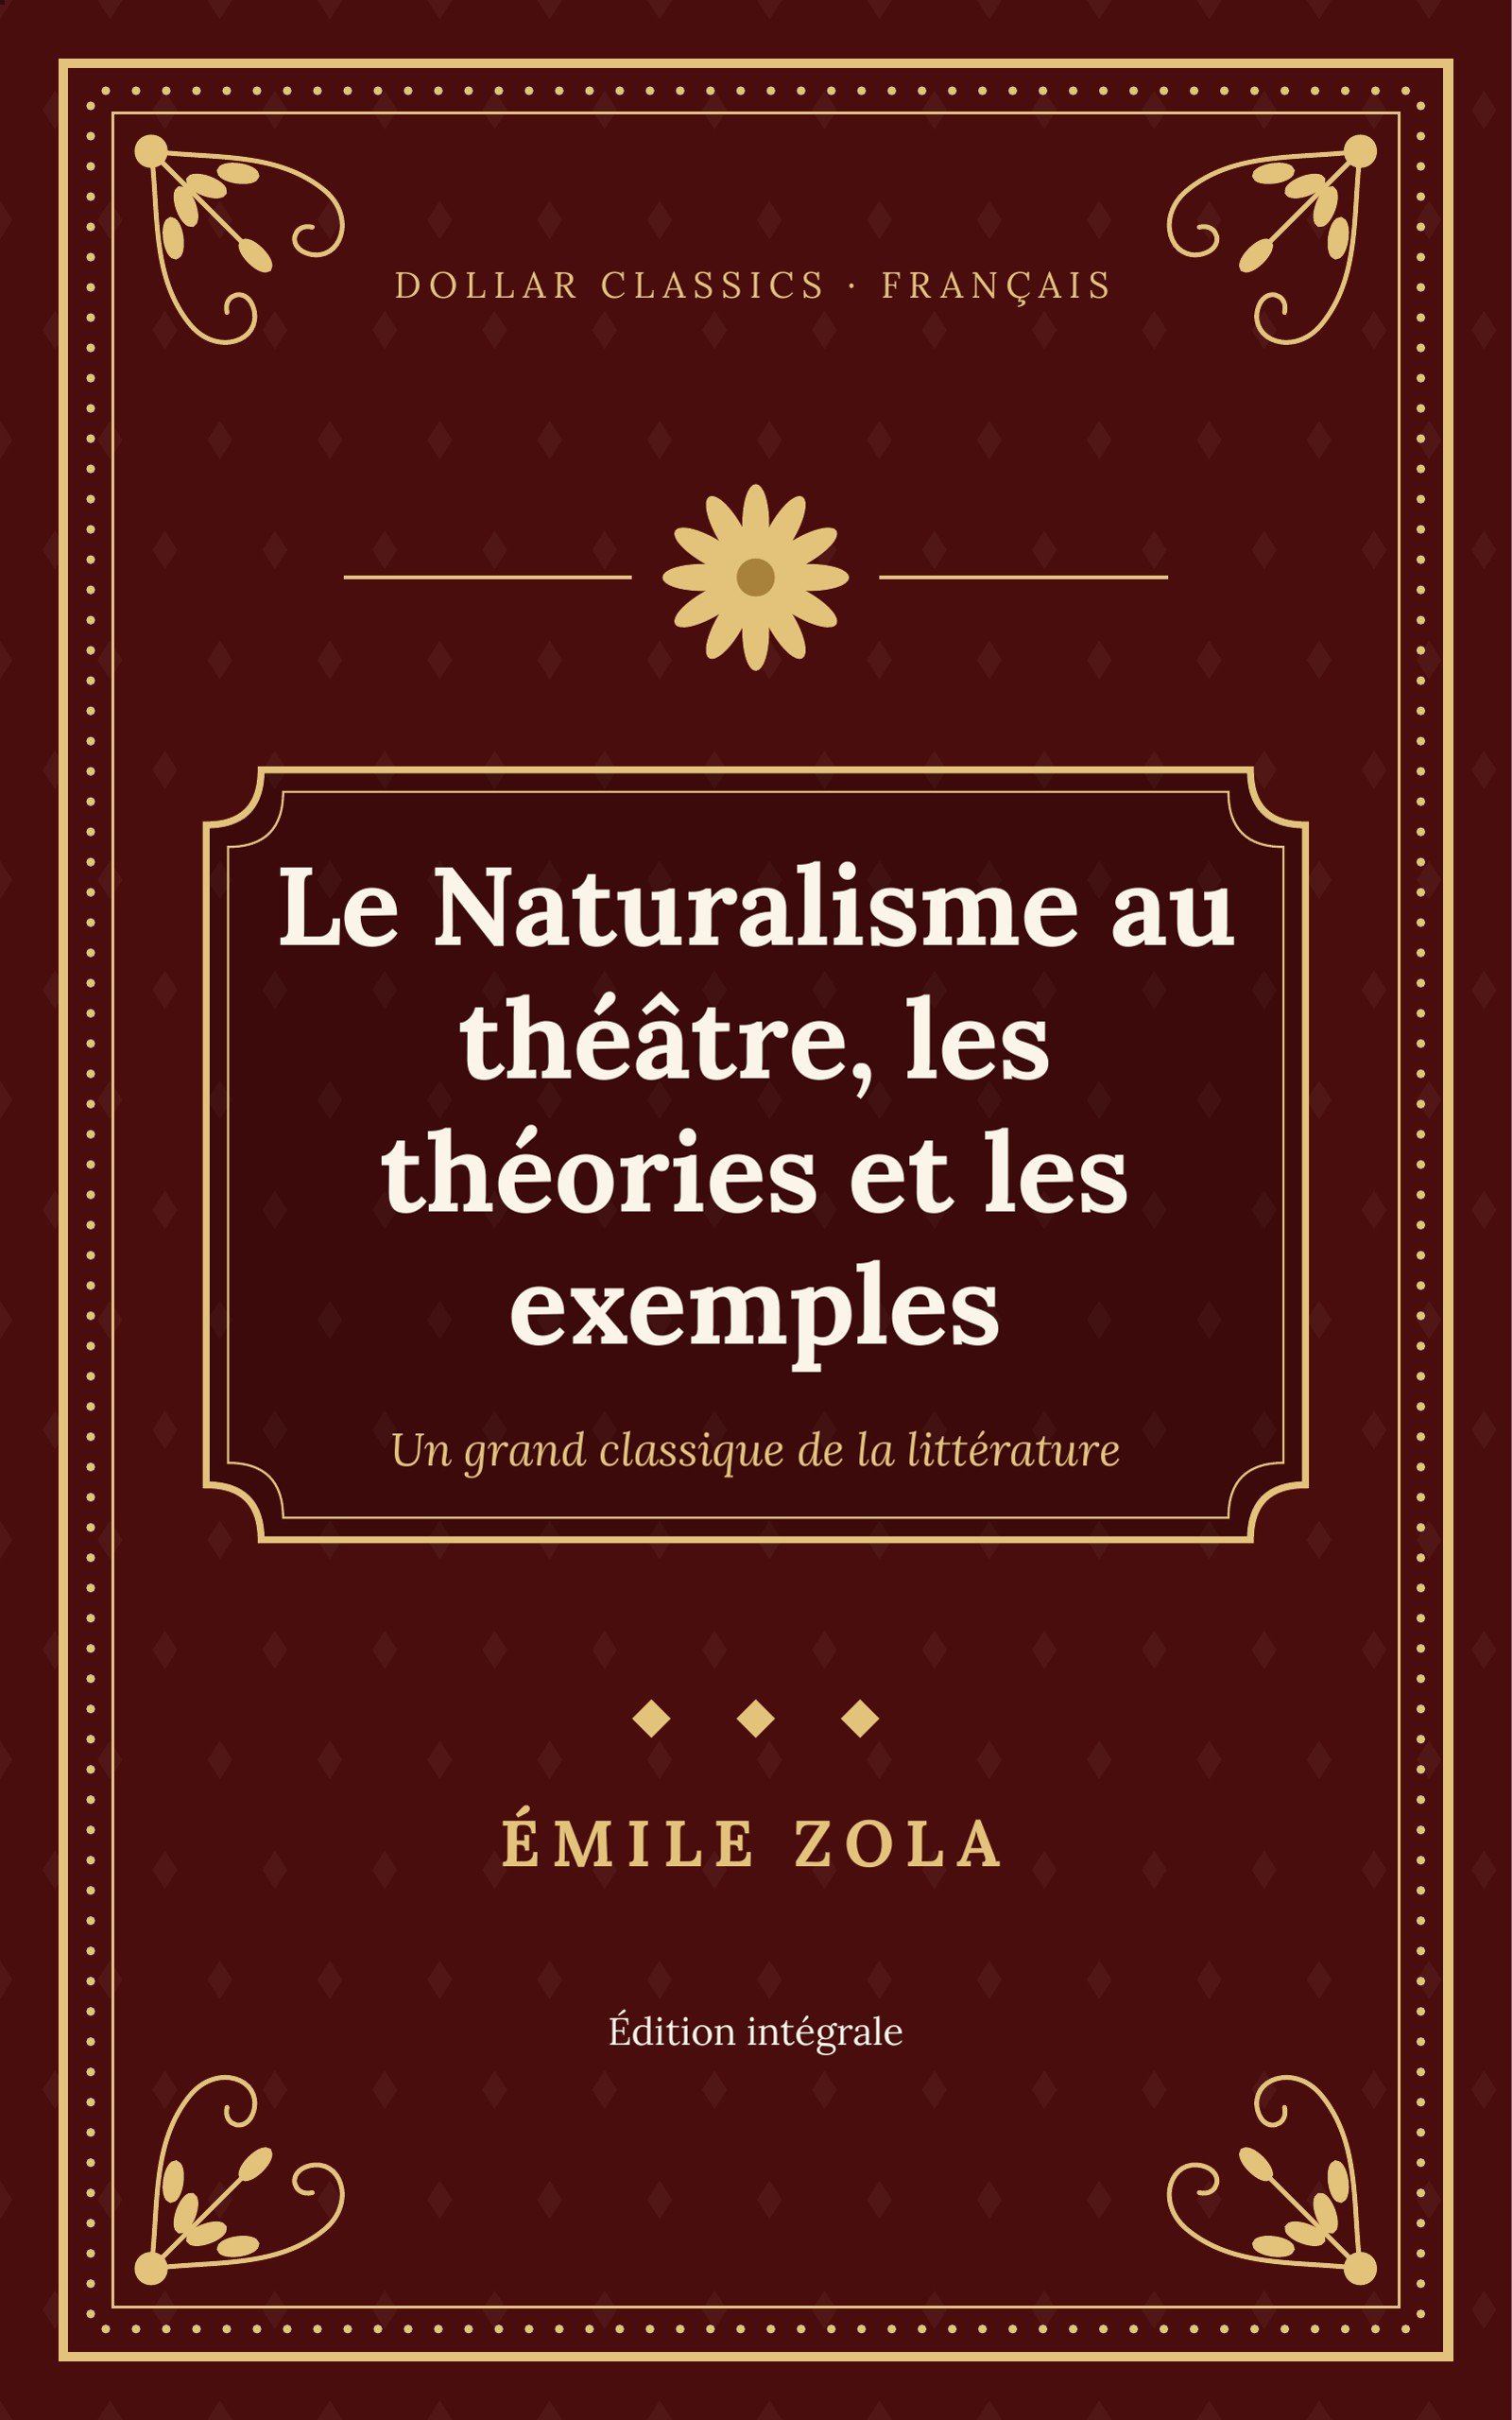 DOLLAR CLASSICS · FRANÇAIS
Le Naturalisme au
théâtre, les
théories et les
exemples
Un grand classique de la littérature
ÉMILE ZOLA
Édition intégrale